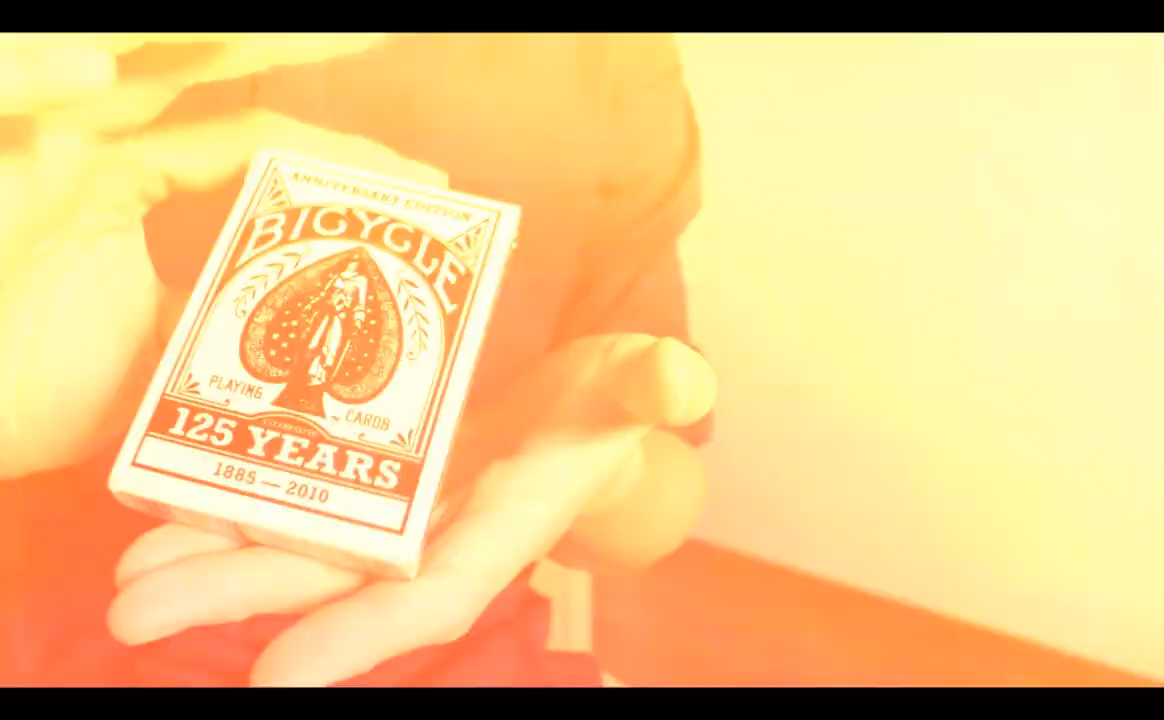 ANNIVERSARY EDITION
BICYCLE
PLAYING CARDS
125 YEARS
1885 — 2010